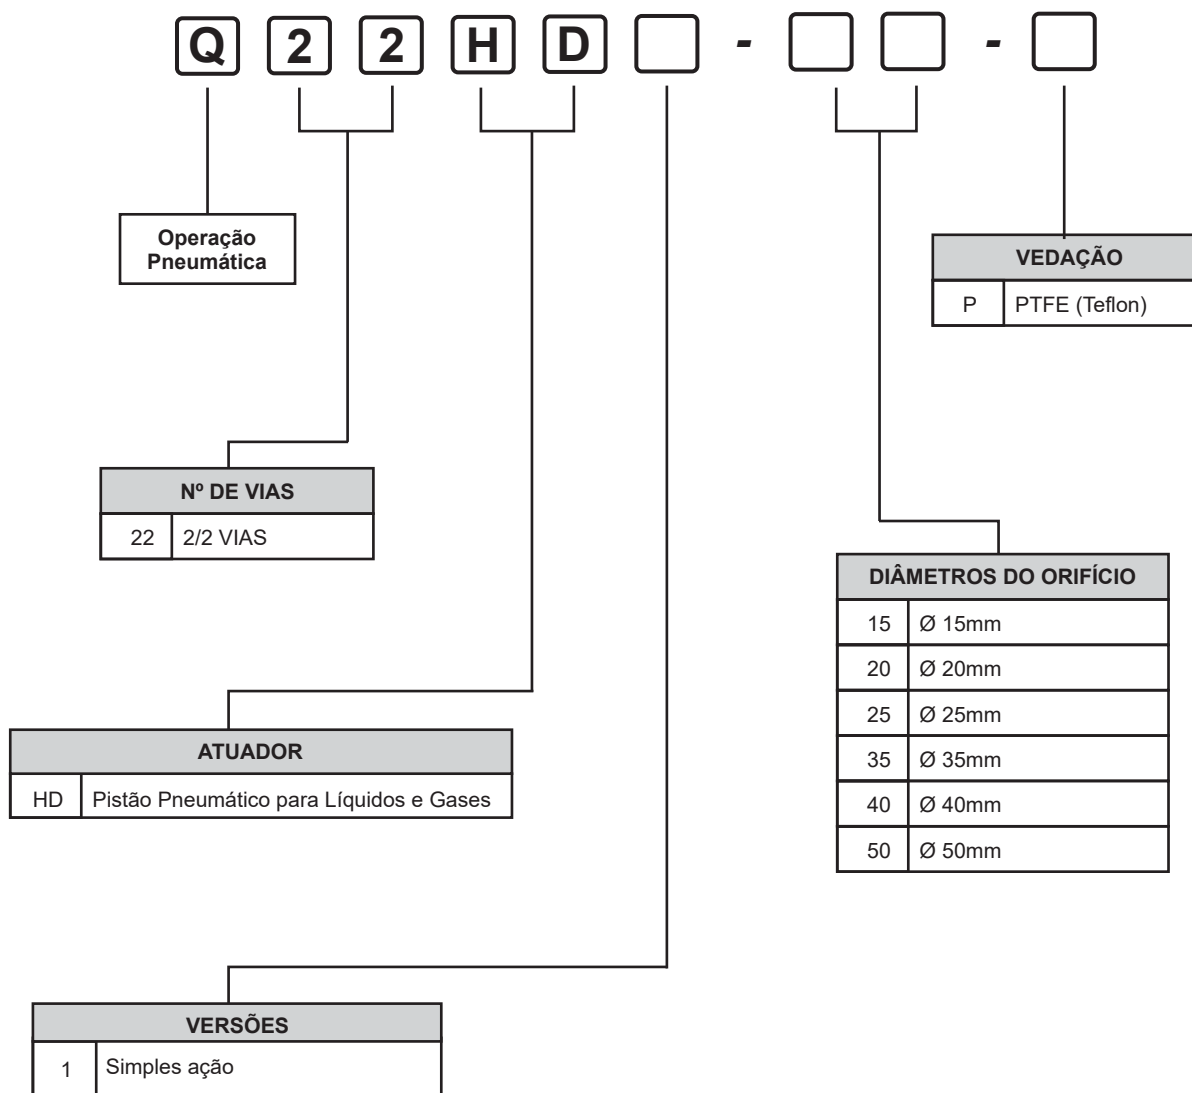 Q 2 2 H D - -
Operação
Pneumática
VEDAÇÃO
P PTFE (Teflon)
Nº DE VIAS
22 2/2 VIAS
DIÂMETROS DO ORIFÍCIO
15 Ø 15mm
20 Ø 20mm
25 Ø 25mm
35 Ø 35mm
40 Ø 40mm
50 Ø 50mm
ATUADOR
HD Pistão Pneumático para Líquidos e Gases
VERSÕES
1 Simples ação